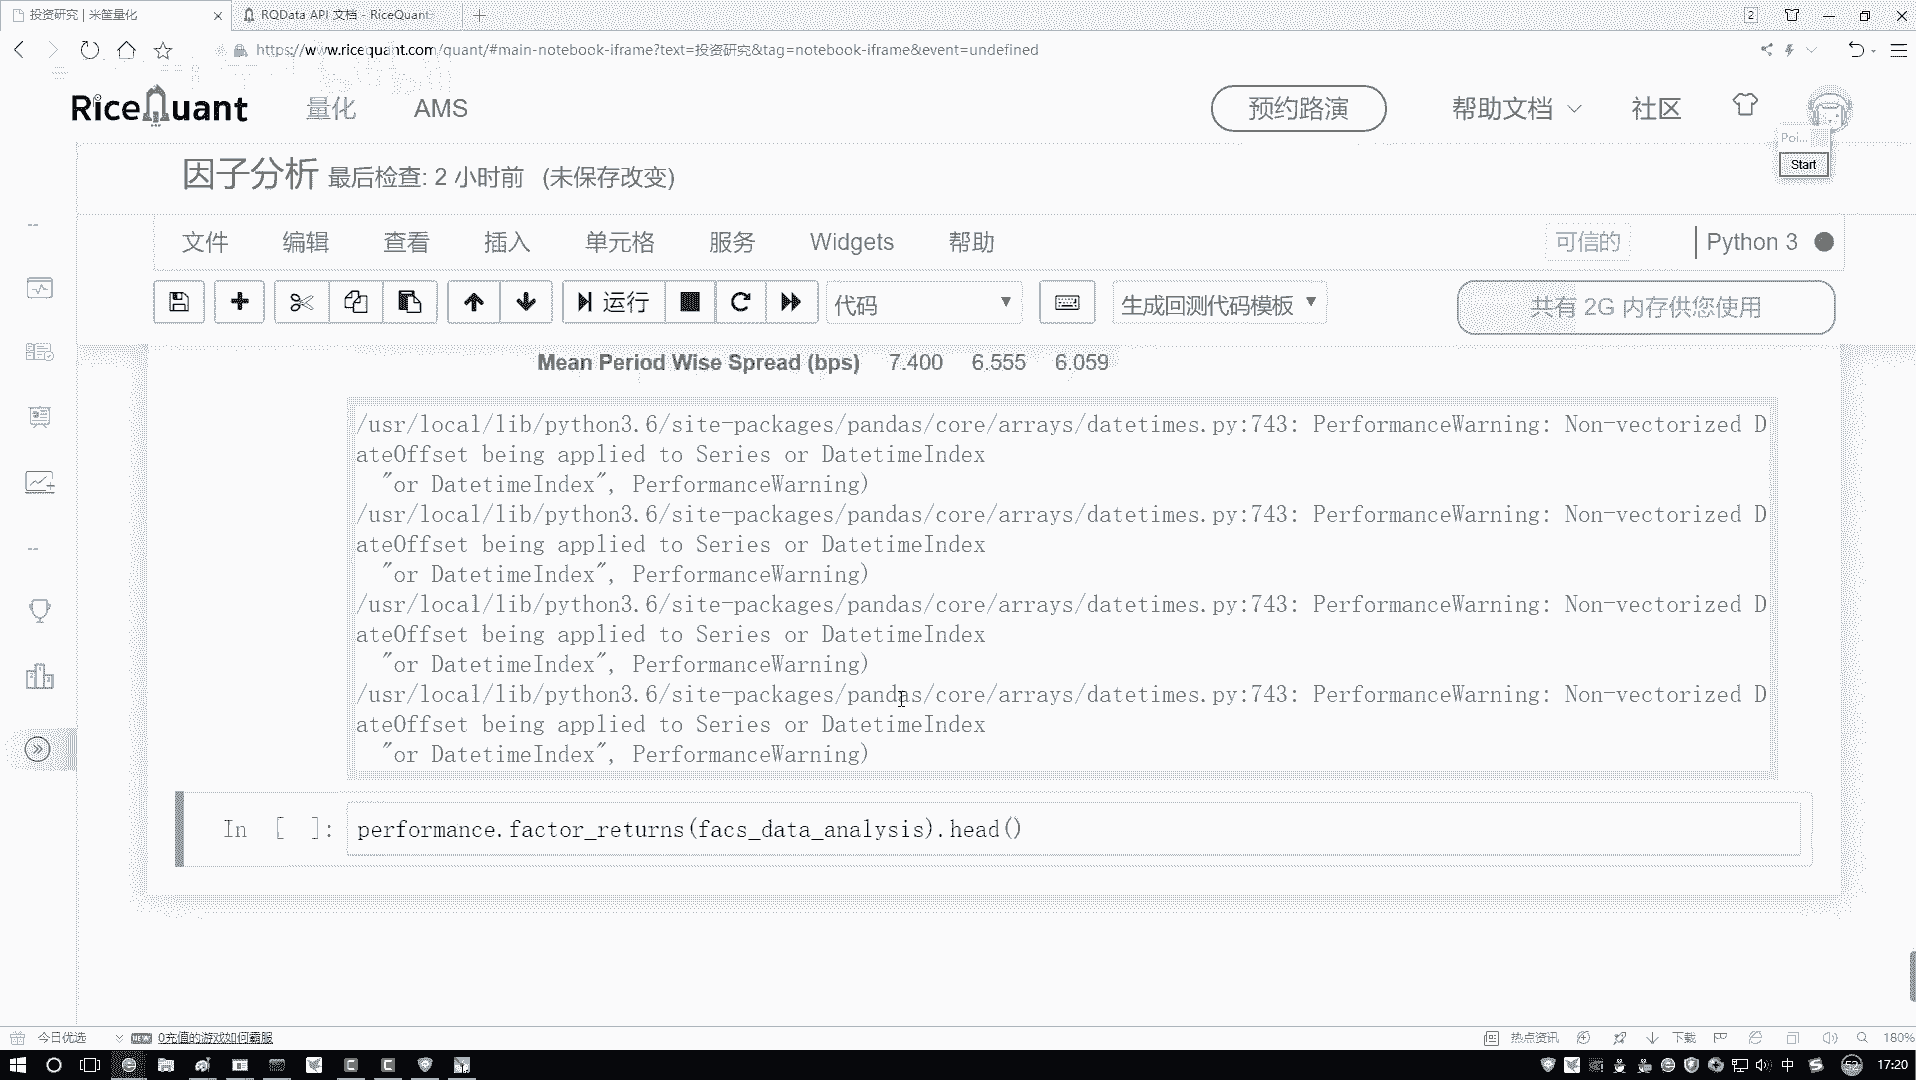 投资研究 | 米筐量化
RQData API 文档 - RiceQuant
2
https://www.ricequant.com/quant/#main-notebook-iframe?text=投资研究&tag=notebook-iframe&event=undefined
RiceQuant
量化
AMS
预约路演
帮助文档
社区
Poi...
Start
因子分析 最后检查: 2 小时前 (未保存改变)
文件 编辑 查看 插入 单元格 服务 Widgets 帮助
可信的
Python 3
运行
代码
生成回测代码模板
共有 2G 内存供您使用
Mean Period Wise Spread (bps) 7.400 6.555 6.059
/usr/local/lib/python3.6/site-packages/pandas/core/arrays/datetimes.py:743: PerformanceWarning: Non-vectorized D
ateOffset being applied to Series or DatetimeIndex
"or DatetimeIndex", PerformanceWarning)
/usr/local/lib/python3.6/site-packages/pandas/core/arrays/datetimes.py:743: PerformanceWarning: Non-vectorized D
ateOffset being applied to Series or DatetimeIndex
"or DatetimeIndex", PerformanceWarning)
/usr/local/lib/python3.6/site-packages/pandas/core/arrays/datetimes.py:743: PerformanceWarning: Non-vectorized D
ateOffset being applied to Series or DatetimeIndex
"or DatetimeIndex", PerformanceWarning)
/usr/local/lib/python3.6/site-packages/pandas/core/arrays/datetimes.py:743: PerformanceWarning: Non-vectorized D
ateOffset being applied to Series or DatetimeIndex
"or DatetimeIndex", PerformanceWarning)
In [ ]: performance.factor_returns(facs_data_analysis).head()
今日优选
NEW
0充值的游戏如何霸服
热点资讯
下载
180%
中
52
17:20